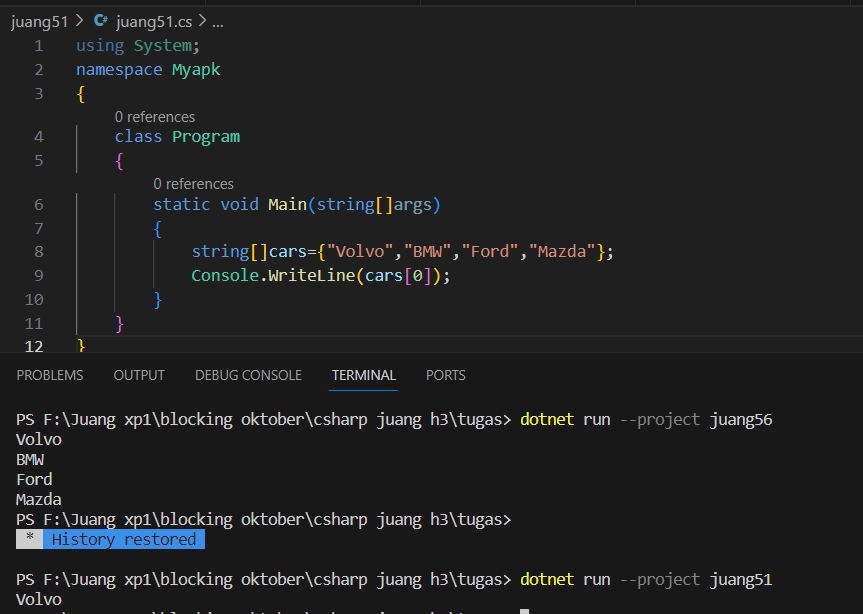 juang51 > C# juang51.cs > ...
1 using System;
2 namespace Myapk
3 {
0 references
4 class Program
5 {
0 references
6 static void Main(string[]args)
7 {
8 string[]cars={"Volvo","BMW","Ford","Mazda"};
9 Console.WriteLine(cars[0]);
10 }
11 }
12 }
PROBLEMS OUTPUT DEBUG CONSOLE TERMINAL PORTS
PS F:\Juang xp1\blocking oktober\csharp juang h3\tugas> dotnet run --project juang56
Volvo
BMW
Ford
Mazda
PS F:\Juang xp1\blocking oktober\csharp juang h3\tugas>
* History restored
PS F:\Juang xp1\blocking oktober\csharp juang h3\tugas> dotnet run --project juang51
Volvo